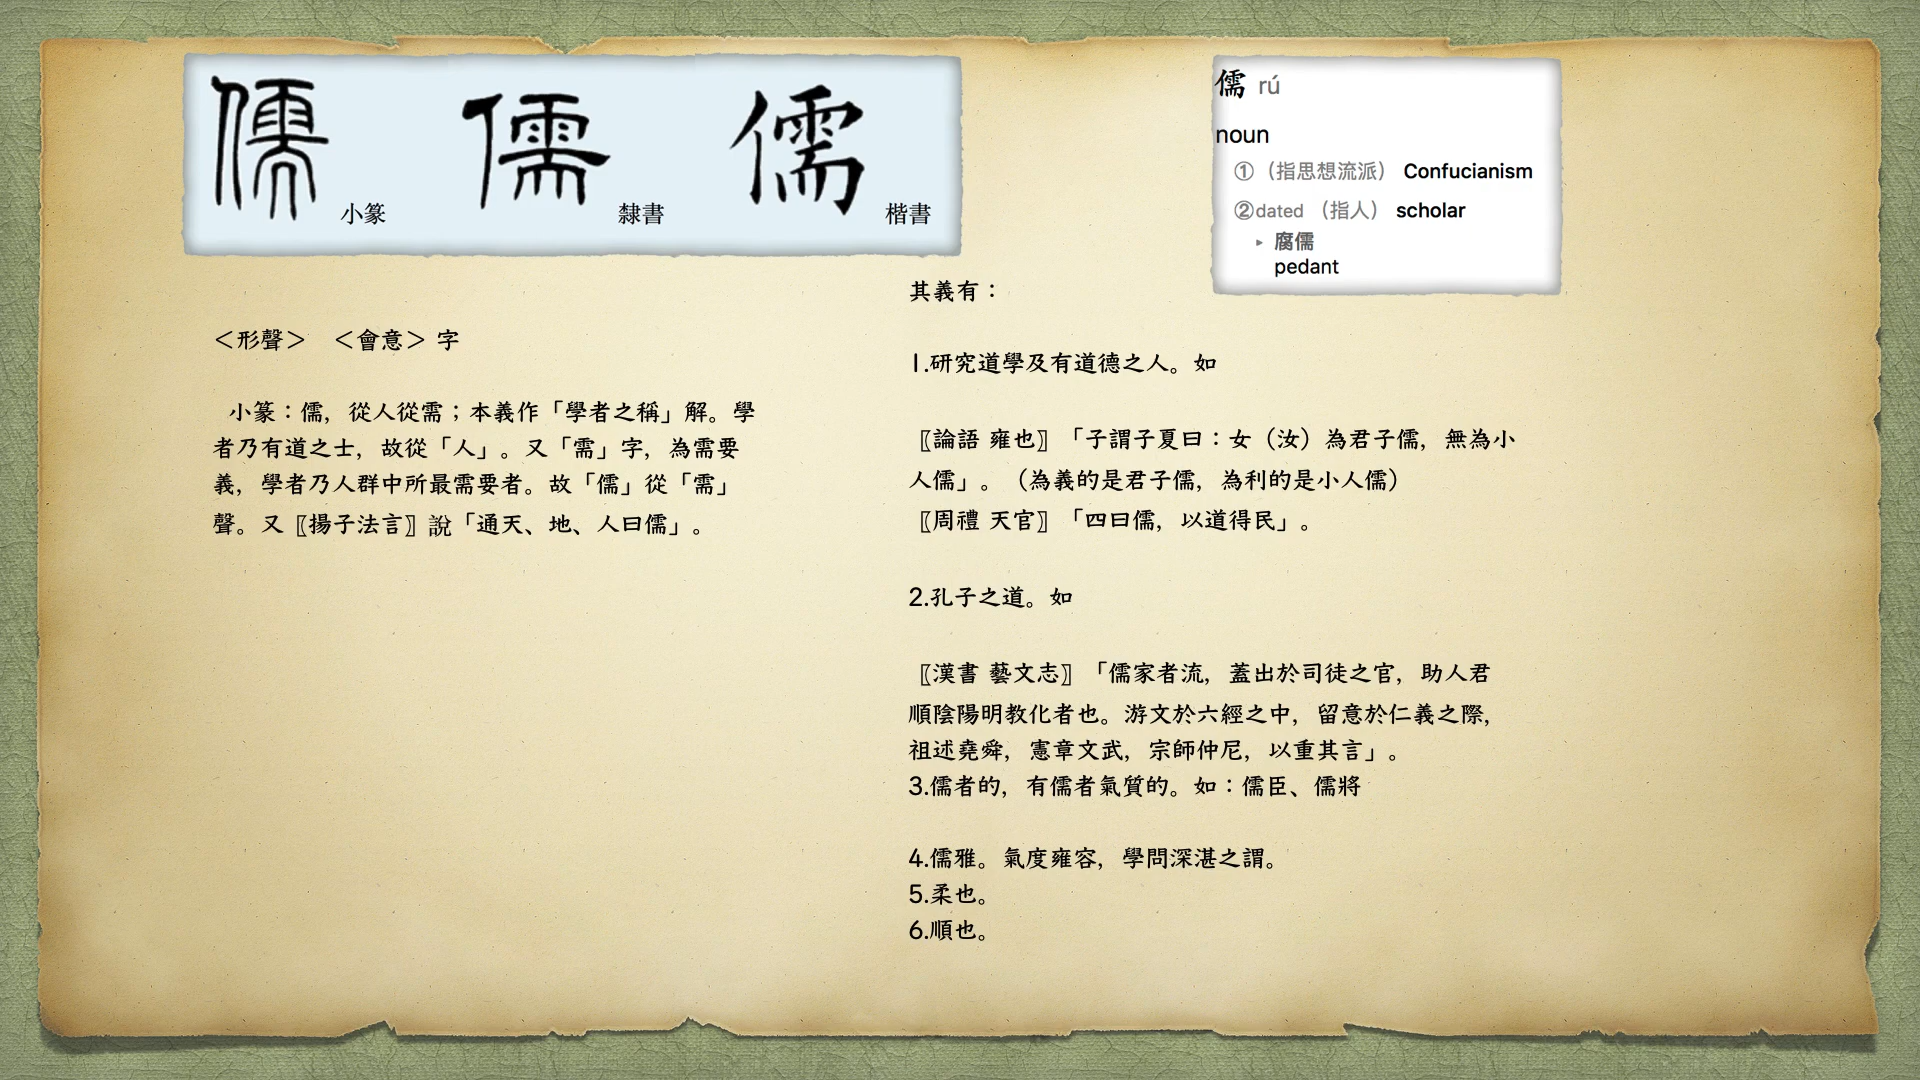 儒 儒 儒
小篆 隸書 楷書
儒 rú
noun
①（指思想流派） Confucianism
②dated （指人） scholar
▸ 腐儒
pedant
＜形聲＞ ＜會意＞ 字
小篆：儒，從人從需；本義作「學者之稱」解。學
者乃有道之士，故從「人」。又「需」字，為需要
義，學者乃人群中所最需要者。故「儒」從「需」
聲。又〖揚子法言〗說「通天、地、人曰儒」。
其義有：
1.研究道學及有道德之人。如
〖論語 雍也〗「子謂子夏曰：女（汝）為君子儒，無為小
人儒」。（為義的是君子儒，為利的是小人儒）
〖周禮 天官〗「四曰儒，以道得民」。
2.孔子之道。如
〖漢書 藝文志〗「儒家者流，蓋出於司徒之官，助人君
順陰陽明教化者也。游文於六經之中，留意於仁義之際，
祖述堯舜，憲章文武，宗師仲尼，以重其言」。
3.儒者的，有儒者氣質的。如：儒臣、儒將
4.儒雅。氣度雍容，學問深湛之謂。
5.柔也。
6.順也。